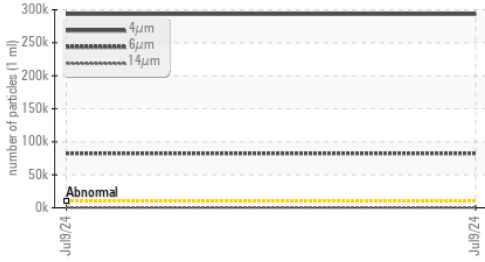 number of particles (1 ml)
300k
250k
200k
150k
100k
50k
0k
4µm
6µm
14µm
Abnormal
Jul9/24
Jul9/24